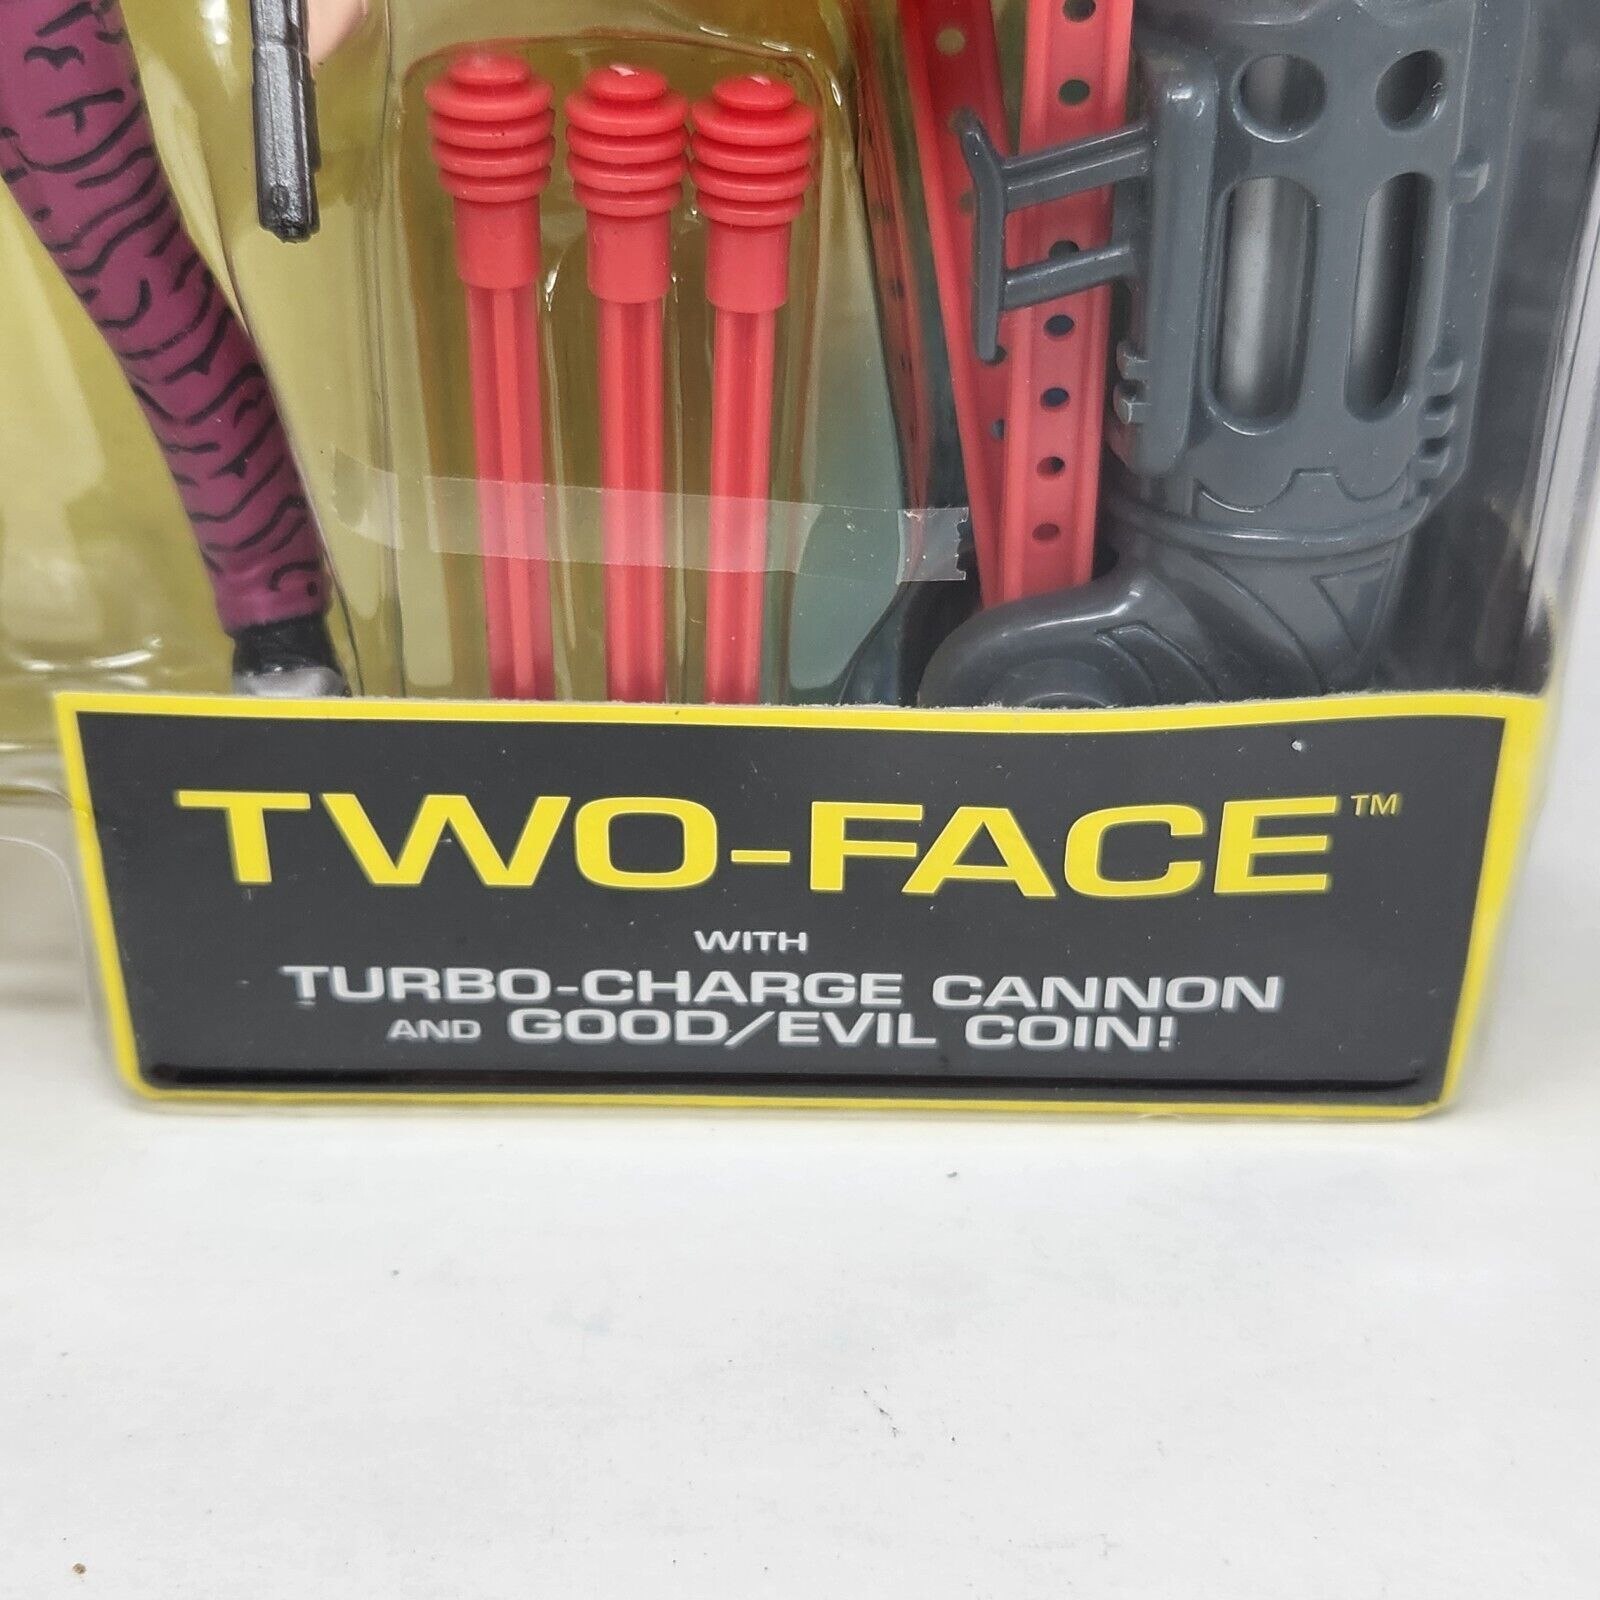 TWO-FACE™
WITH
TURBO-CHARGE CANNON
AND GOOD/EVIL COIN!